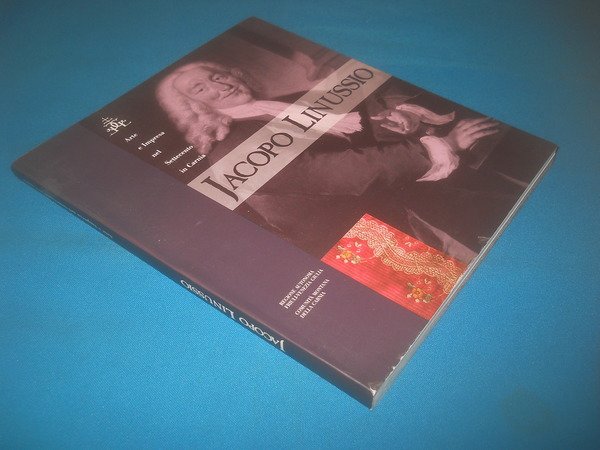 Arte
e Impresa
nel
Settecento
in Carnia
JACOPO LINUSSIO
REGIONE AUTONOMA
FRIULI-VENEZIA GIULIA
COMUNITÀ MONTANA
DELLA CARNIA
JACOPO LINUSSIO